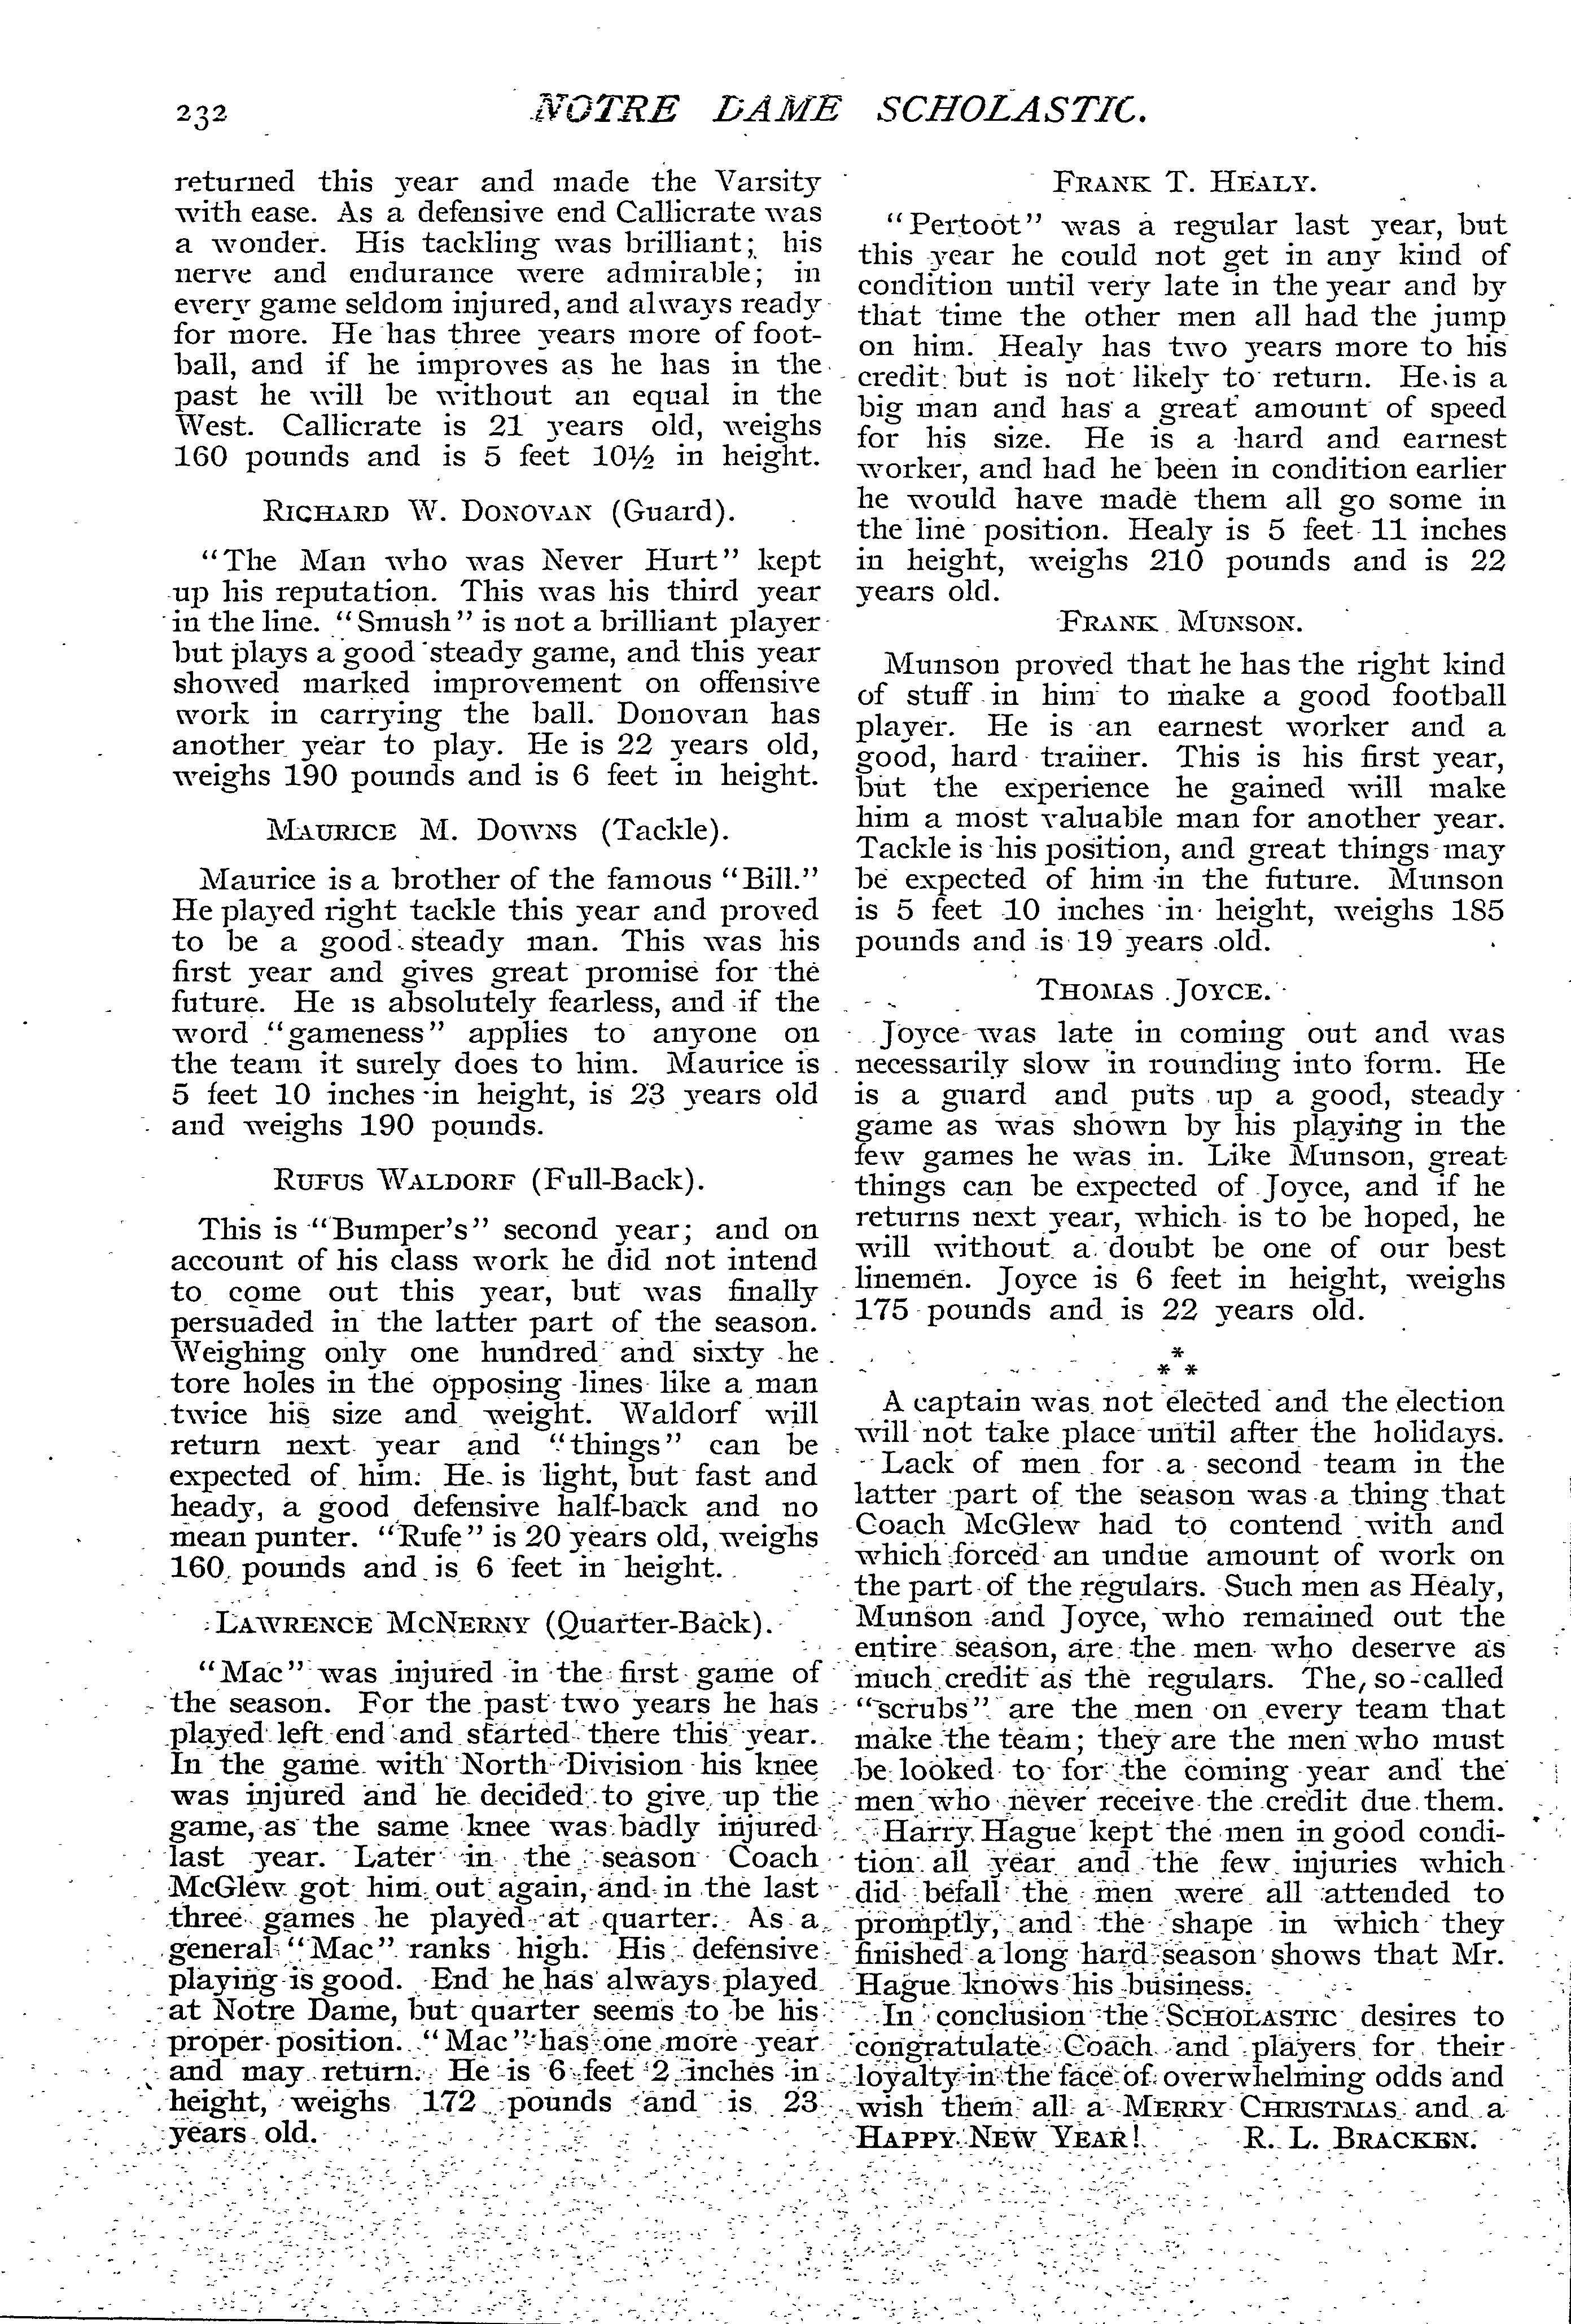 232
NOTRE DAME SCHOLASTIC.
returned this year and made the Varsity
with ease. As a defensive end Callicrate was
a wonder. His tackling was brilliant; his
nerve and endurance were admirable; in
every game seldom injured, and always ready
for more. He has three years more of foot-
ball, and if he improves as he has in the
past he will be without an equal in the
West. Callicrate is 21 years old, weighs
160 pounds and is 5 feet 10½ in height.
RICHARD W. DONOVAN (Guard).
"The Man who was Never Hurt" kept
up his reputation. This was his third year
in the line. "Smush" is not a brilliant player
but plays a good steady game, and this year
showed marked improvement on offensive
work in carrying the ball. Donovan has
another year to play. He is 22 years old,
weighs 190 pounds and is 6 feet in height.
MAURICE M. DOWNS (Tackle).
Maurice is a brother of the famous "Bill."
He played right tackle this year and proved
to be a good steady man. This was his
first year and gives great promise for the
future. He is absolutely fearless, and if the
word "gameness" applies to anyone on
the team it surely does to him. Maurice is
5 feet 10 inches in height, is 23 years old
and weighs 190 pounds.
RUFUS WALDORF (Full-Back).
This is "Bumper's" second year; and on
account of his class work he did not intend
to come out this year, but was finally
persuaded in the latter part of the season.
Weighing only one hundred and sixty he
tore holes in the opposing lines like a man
twice his size and weight. Waldorf will
return next year and "things" can be
expected of him. He is light, but fast and
heady, a good defensive half-back and no
mean punter. "Rufe" is 20 years old, weighs
160 pounds and is 6 feet in height.
LAWRENCE MCNERNY (Quarter-Back).
"Mac" was injured in the first game of
the season. For the past two years he has
played left end and started there this year.
In the game with North Division his knee
was injured and he decided to give up the
game, as the same knee was badly injured
last year. Later in the season Coach
McGlew got him out again, and in the last
three games he played at quarter. As a
general "Mac" ranks high. His defensive
playing is good. End he has always played
at Notre Dame, but quarter seems to be his
proper position. "Mac" has one more year
and may return. He is 6 feet 2 inches in
height, weighs 172 pounds and is 23
years old.
FRANK T. HEALY.
"Pertoot" was a regular last year, but
this year he could not get in any kind of
condition until very late in the year and by
that time the other men all had the jump
on him. Healy has two years more to his
credit but is not likely to return. He is a
big man and has a great amount of speed
for his size. He is a hard and earnest
worker, and had he been in condition earlier
he would have made them all go some in
the line position. Healy is 5 feet 11 inches
in height, weighs 210 pounds and is 22
years old.
FRANK MUNSON.
Munson proved that he has the right kind
of stuff in him to make a good football
player. He is an earnest worker and a
good, hard trainer. This is his first year,
but the experience he gained will make
him a most valuable man for another year.
Tackle is his position, and great things may
be expected of him in the future. Munson
is 5 feet 10 inches in height, weighs 185
pounds and is 19 years old.
THOMAS JOYCE.
Joyce was late in coming out and was
necessarily slow in rounding into form. He
is a guard and puts up a good, steady
game as was shown by his playing in the
few games he was in. Like Munson, great
things can be expected of Joyce, and if he
returns next year, which is to be hoped, he
will without a doubt be one of our best
linemen. Joyce is 6 feet in height, weighs
175 pounds and is 22 years old.
*
* *
A captain was not elected and the election
will not take place until after the holidays.
Lack of men for a second team in the
latter part of the season was a thing that
Coach McGlew had to contend with and
which forced an undue amount of work on
the part of the regulars. Such men as Healy,
Munson and Joyce, who remained out the
entire season, are the men who deserve as
much credit as the regulars. The, so-called
"scrubs" are the men on every team that
make the team; they are the men who must
be looked to for the coming year and the
men who never receive the credit due them.
Harry Hague kept the men in good condi-
tion all year and the few injuries which
did befall the men were all attended to
promptly, and the shape in which they
finished a long hard season shows that Mr.
Hague knows his business.
In conclusion the SCHOLASTIC desires to
congratulate Coach and players for their
loyalty in the face of overwhelming odds and
wish them all a MERRY CHRISTMAS and a
HAPPY NEW YEAR! R. L. BRACKEN.